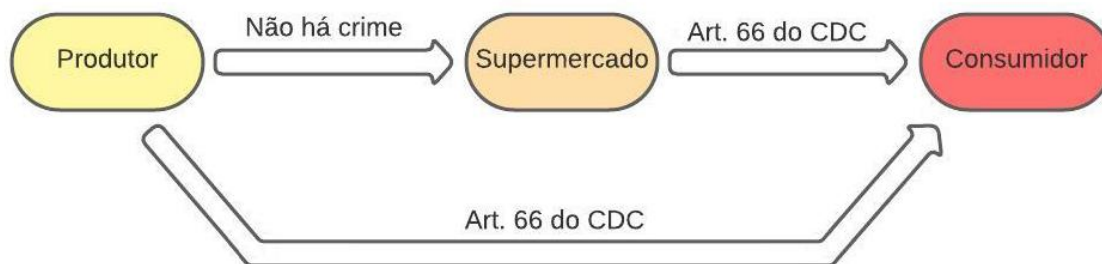 Não há crime
Art. 66 do CDC
Produtor
Supermercado
Consumidor
Art. 66 do CDC